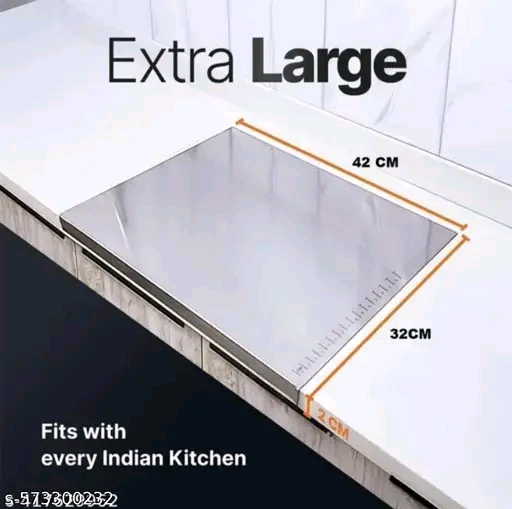 Extra Large
42 CM
32CM
2 CM
Fits with
every Indian Kitchen
s-573300232